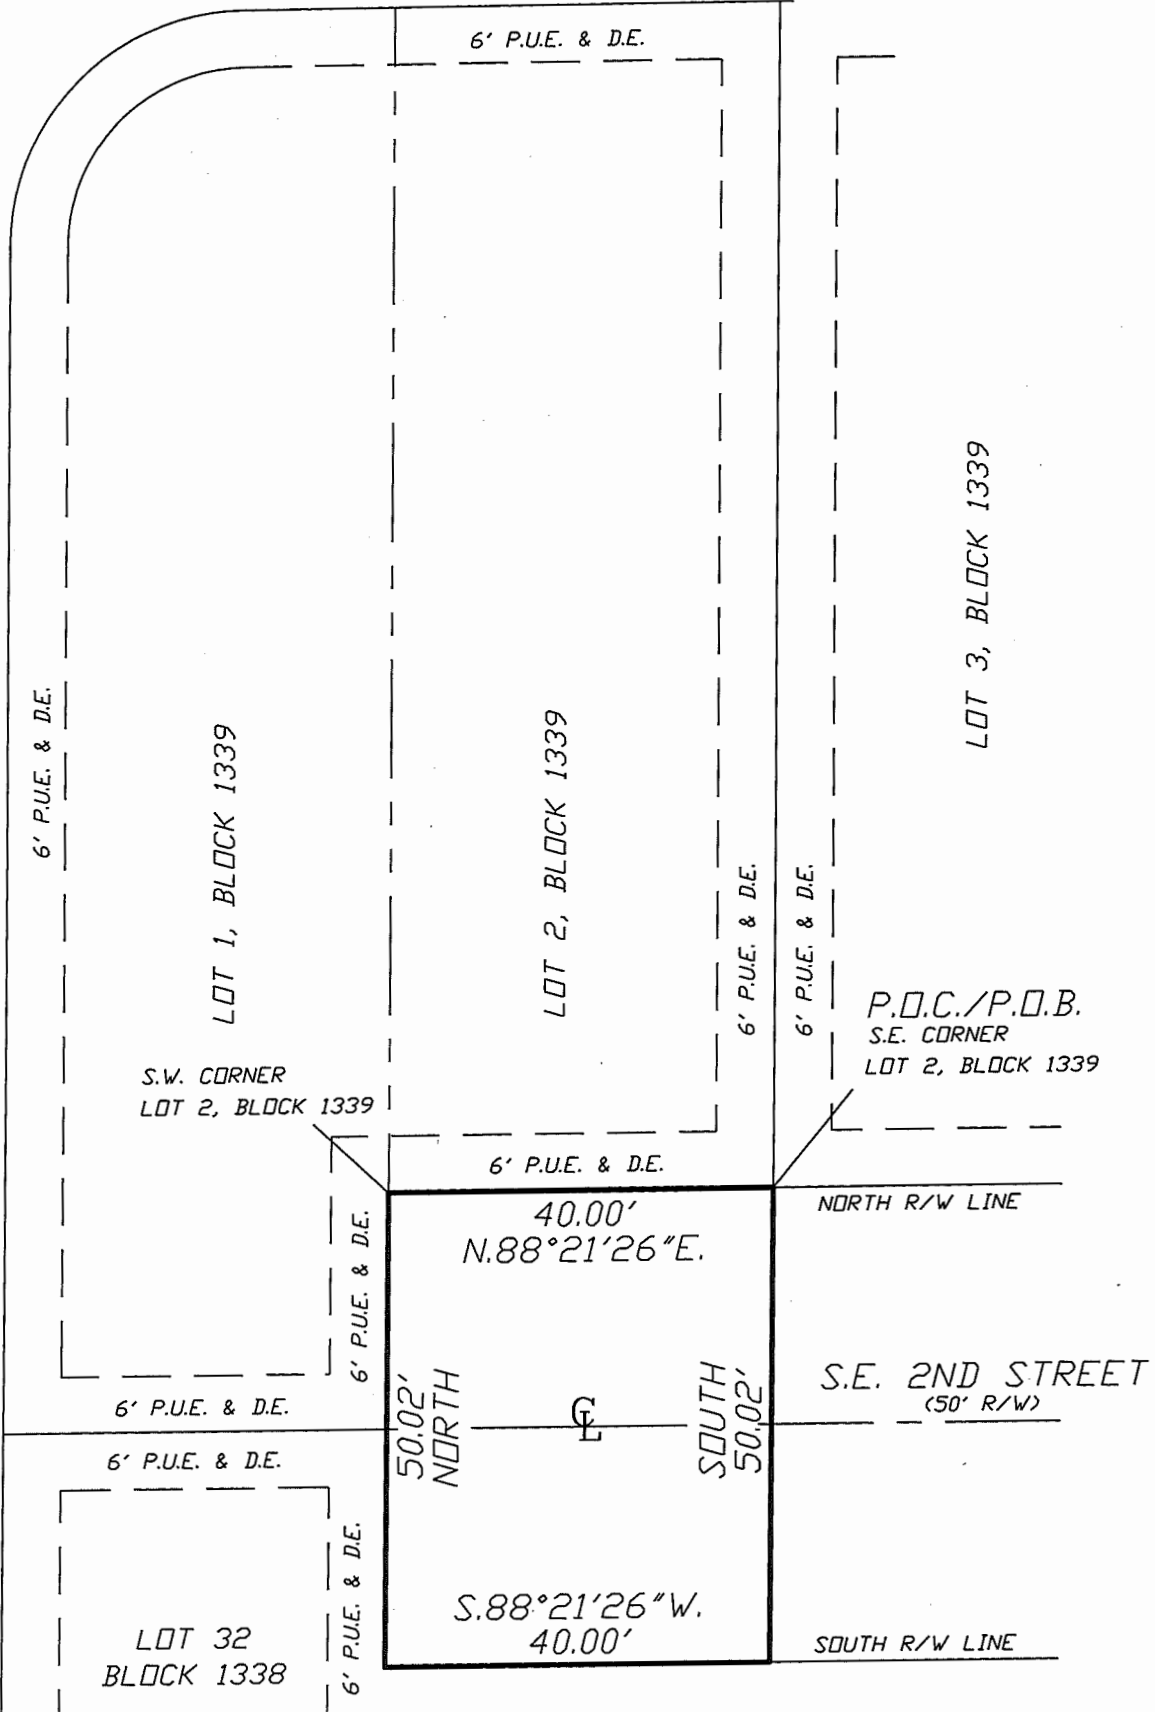 6' P.U.E. & D.E.
LOT 3, BLOCK 1339
6' P.U.E. & D.E.
LOT 1, BLOCK 1339
LOT 2, BLOCK 1339
6' P.U.E. & D.E.
6' P.U.E. & D.E.
P.O.C./P.O.B.
S.E. CORNER
LOT 2, BLOCK 1339
S.W. CORNER
LOT 2, BLOCK 1339
6' P.U.E. & D.E.
NORTH R/W LINE
40.00'
N.88°21'26"E.
6' P.U.E. & D.E.
50.02'
NORTH
CL
SOUTH
50.02'
S.E. 2ND STREET
(50' R/W)
6' P.U.E. & D.E.
6' P.U.E. & D.E.
6' P.U.E. & D.E.
S.88°21'26"W.
40.00'
LOT 32
BLOCK 1338
SOUTH R/W LINE